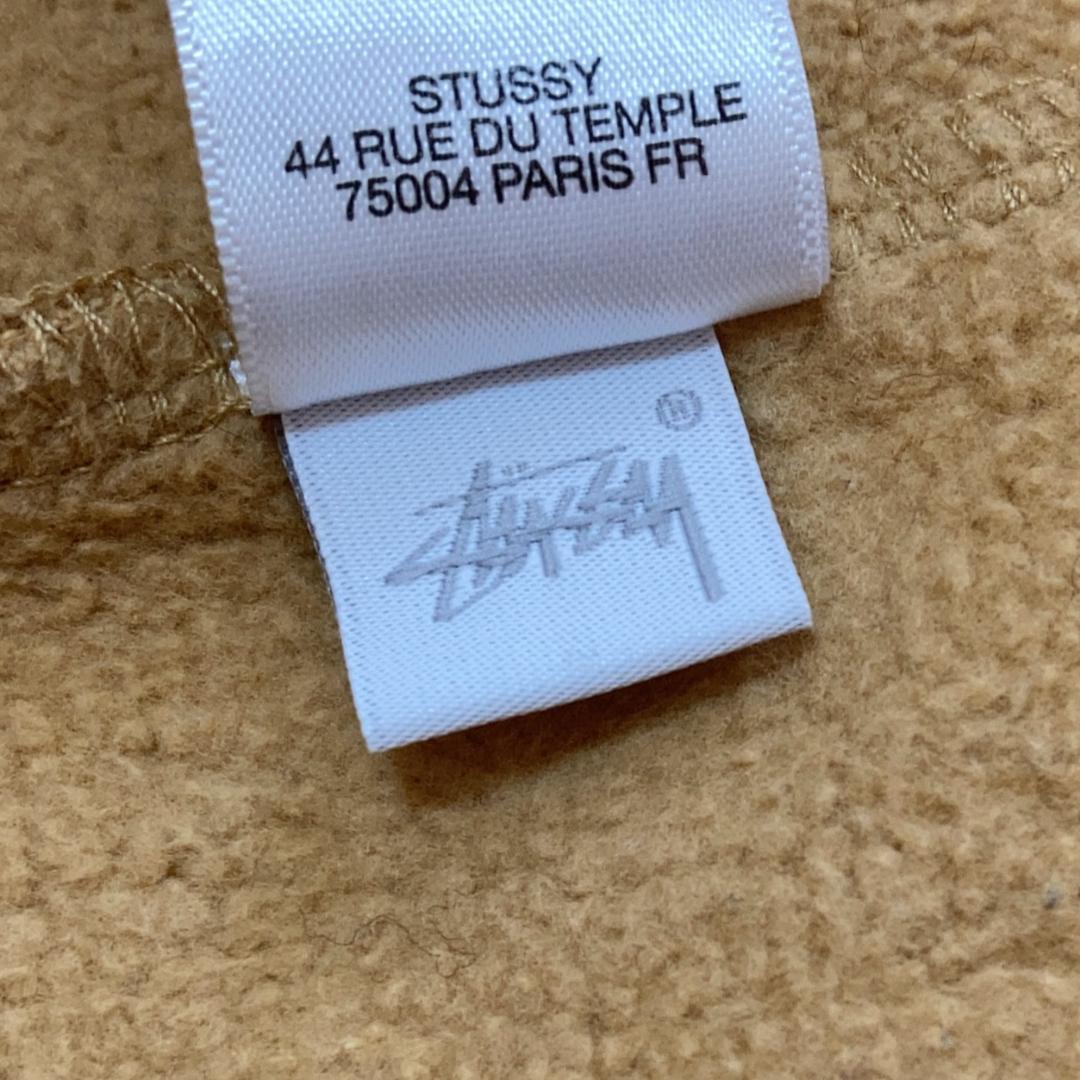 STUSSY
44 RUE DU TEMPLE
75004 PARIS FR
®
Stüssy